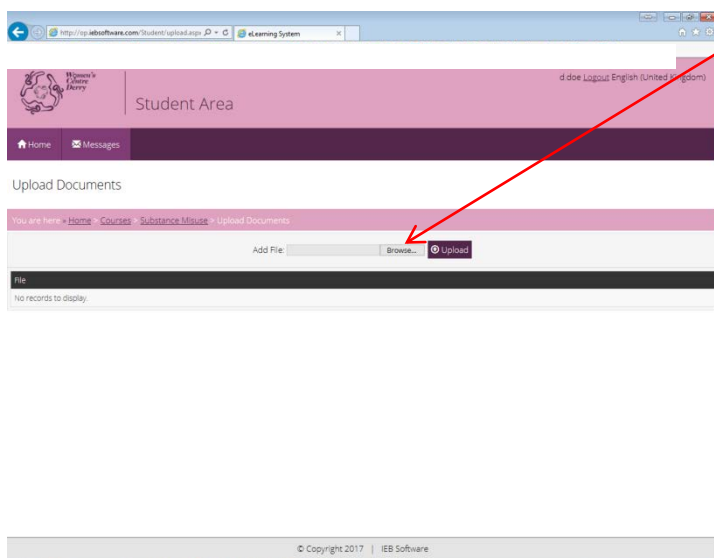 http://ep.iebsoftware.com/Student/upload.aspx
eLearning System
Women's
Centre
Derry
d.doe Logout English (United Kingdom)
Student Area
Home
Messages
Upload Documents
You are here » Home > Courses > Substance Misuse > Upload Documents
Add File:
Browse...
Upload
File
No records to display.
© Copyright 2017 | IEB Software